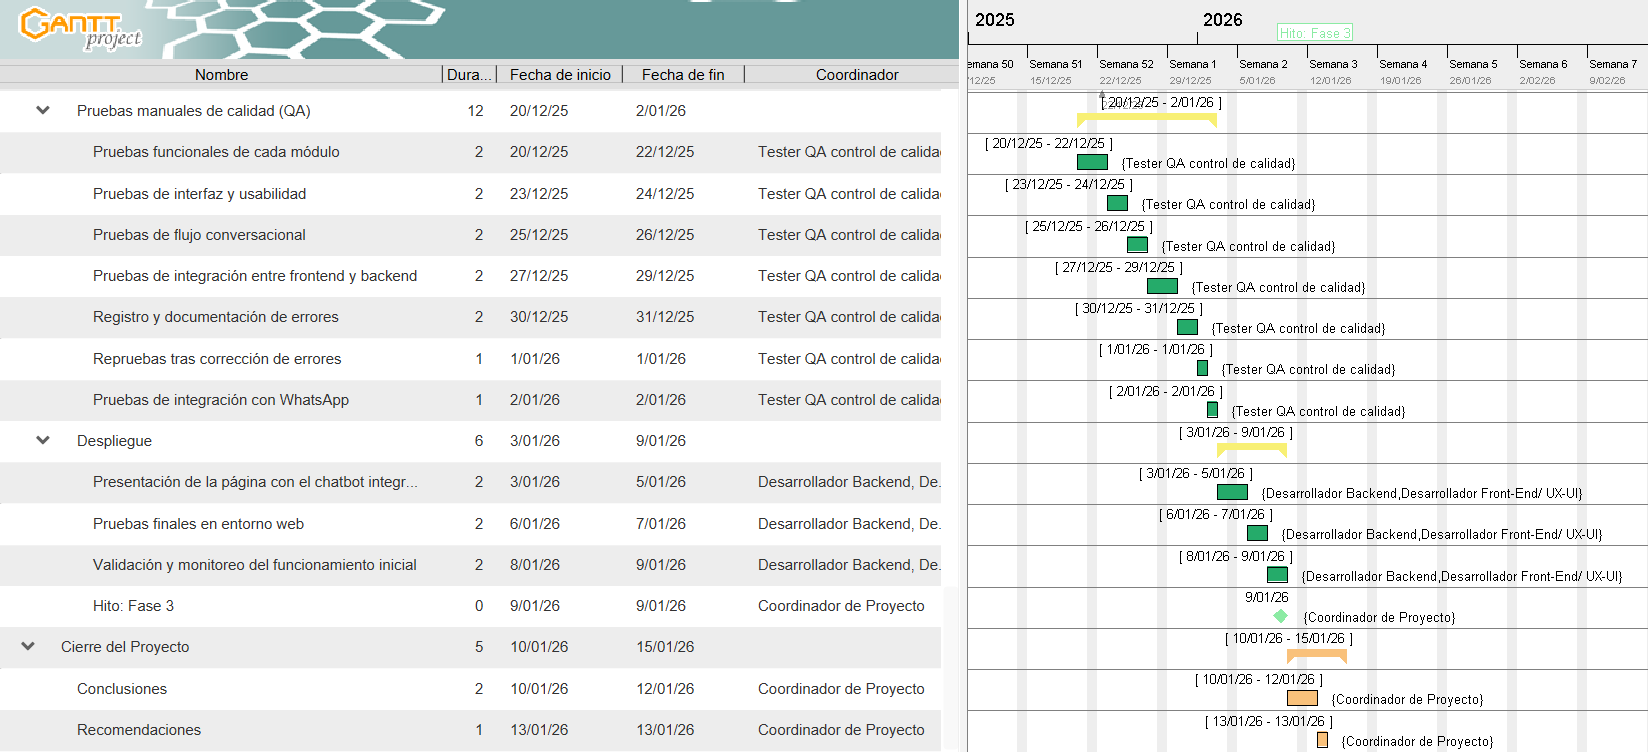 GANTT project
Nombre Dura... Fecha de inicio Fecha de fin Coordinador
Pruebas manuales de calidad (QA) 12 20/12/25 2/01/26
Pruebas funcionales de cada módulo 2 20/12/25 22/12/25 Tester QA control de calida
Pruebas de interfaz y usabilidad 2 23/12/25 24/12/25 Tester QA control de calida
Pruebas de flujo conversacional 2 25/12/25 26/12/25 Tester QA control de calida
Pruebas de integración entre frontend y backend 2 27/12/25 29/12/25 Tester QA control de calida
Registro y documentación de errores 2 30/12/25 31/12/25 Tester QA control de calida
Repruebas tras corrección de errores 1 1/01/26 1/01/26 Tester QA control de calida
Pruebas de integración con WhatsApp 1 2/01/26 2/01/26 Tester QA control de calida
Despliegue 6 3/01/26 9/01/26
Presentación de la página con el chatbot integr... 2 3/01/26 5/01/26 Desarrollador Backend, De.
Pruebas finales en entorno web 2 6/01/26 7/01/26 Desarrollador Backend, De.
Validación y monitoreo del funcionamiento inicial 2 8/01/26 9/01/26 Desarrollador Backend, De.
Hito: Fase 3 0 9/01/26 9/01/26 Coordinador de Proyecto
Cierre del Proyecto 5 10/01/26 15/01/26
Conclusiones 2 10/01/26 12/01/26 Coordinador de Proyecto
Recomendaciones 1 13/01/26 13/01/26 Coordinador de Proyecto
2025 2026
Hito: Fase 3
emana 50 Semana 51 Semana 52 Semana 1 Semana 2 Semana 3 Semana 4 Semana 5 Semana 6 Semana 7
/12/25 15/12/25 22/12/25 29/12/25 5/01/26 12/01/26 19/01/26 26/01/26 2/02/26 9/02/26
[ 20/12/25 - 2/01/26 ]
[ 20/12/25 - 22/12/25 ]
{Tester QA control de calidad}
[ 23/12/25 - 24/12/25 ]
{Tester QA control de calidad}
[ 25/12/25 - 26/12/25 ]
{Tester QA control de calidad}
[ 27/12/25 - 29/12/25 ]
{Tester QA control de calidad}
[ 30/12/25 - 31/12/25 ]
{Tester QA control de calidad}
[ 1/01/26 - 1/01/26 ]
{Tester QA control de calidad}
[ 2/01/26 - 2/01/26 ]
{Tester QA control de calidad}
[ 3/01/26 - 9/01/26 ]
[ 3/01/26 - 5/01/26 ]
{Desarrollador Backend,Desarrollador Front-End/ UX-UI}
[ 6/01/26 - 7/01/26 ]
{Desarrollador Backend,Desarrollador Front-End/ UX-UI}
[ 8/01/26 - 9/01/26 ]
{Desarrollador Backend,Desarrollador Front-End/ UX-UI}
9/01/26
{Coordinador de Proyecto}
[ 10/01/26 - 15/01/26 ]
[ 10/01/26 - 12/01/26 ]
{Coordinador de Proyecto}
[ 13/01/26 - 13/01/26 ]
{Coordinador de Proyecto}